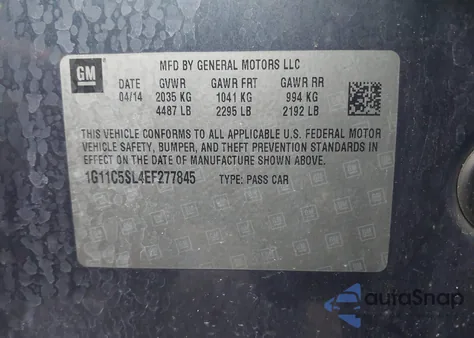 GM
MFD BY GENERAL MOTORS LLC
DATE GVWR GAWR FRT GAWR RR
04/14 2035 KG 1041 KG 994 KG
4487 LB 2295 LB 2192 LB
THIS VEHICLE CONFORMS TO ALL APPLICABLE U.S. FEDERAL MOTOR
VEHICLE SAFETY, BUMPER, AND THEFT PREVENTION STANDARDS IN
EFFECT ON THE DATE OF MANUFACTURE SHOWN ABOVE.
1G11C5SL4EF277845 TYPE: PASS CAR
autoSnap